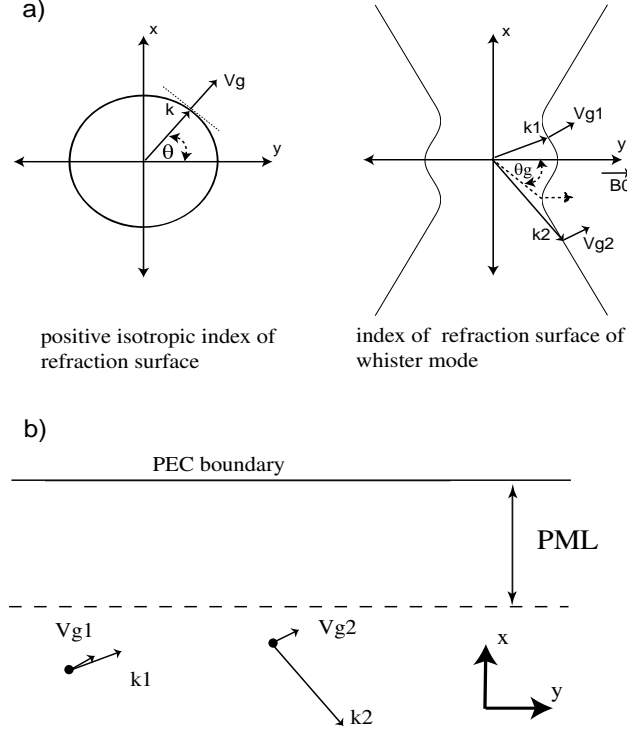 a)
x
Vg
k
θ
y
positive isotropic index of
refraction surface
x
Vg1
k1
y
θg
B0
k2
Vg2
index of refraction surface of
whister mode
b)
PEC boundary
PML
Vg1
k1
Vg2
k2
x
y